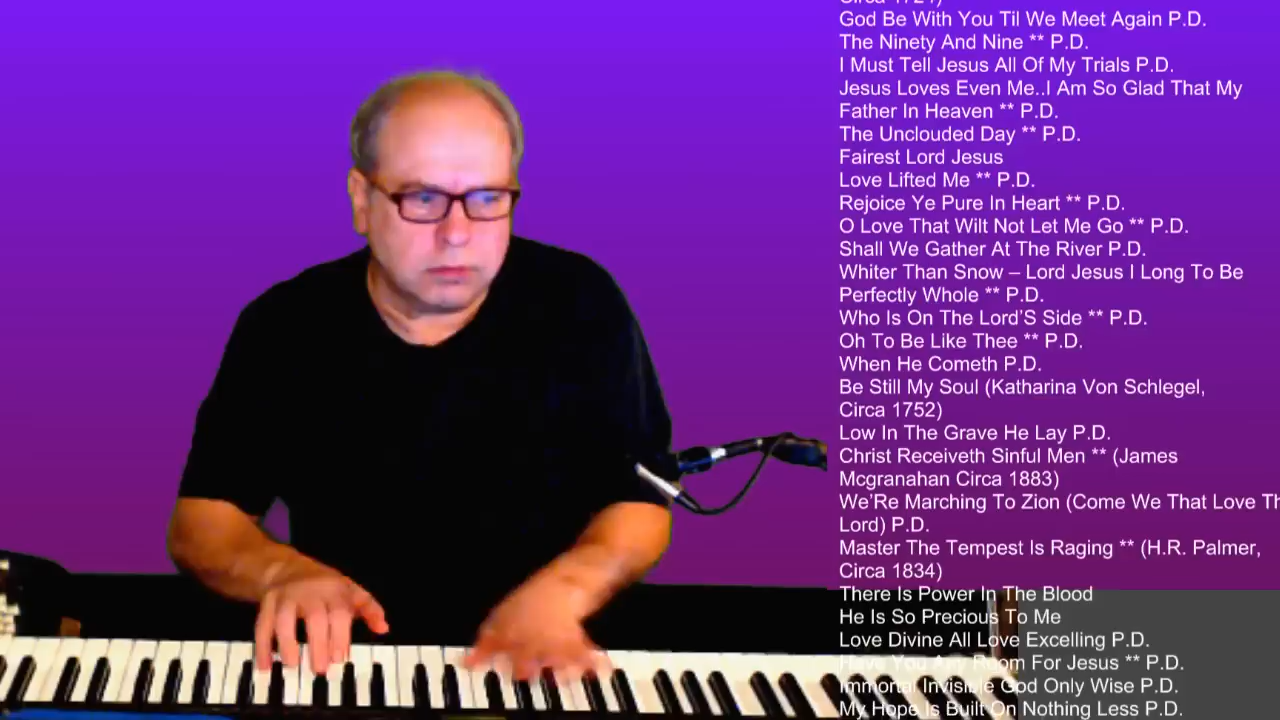 Circa 1721)
God Be With You Til We Meet Again P.D.
The Ninety And Nine ** P.D.
I Must Tell Jesus All Of My Trials P.D.
Jesus Loves Even Me..I Am So Glad That My
Father In Heaven ** P.D.
The Unclouded Day ** P.D.
Fairest Lord Jesus
Love Lifted Me ** P.D.
Rejoice Ye Pure In Heart ** P.D.
O Love That Wilt Not Let Me Go ** P.D.
Shall We Gather At The River P.D.
Whiter Than Snow – Lord Jesus I Long To Be
Perfectly Whole ** P.D.
Who Is On The Lord’S Side ** P.D.
Oh To Be Like Thee ** P.D.
When He Cometh P.D.
Be Still My Soul (Katharina Von Schlegel,
Circa 1752)
Low In The Grave He Lay P.D.
Christ Receiveth Sinful Men ** (James
Mcgranahan Circa 1883)
We’Re Marching To Zion (Come We That Love Th
Lord) P.D.
Master The Tempest Is Raging ** (H.R. Palmer,
Circa 1834)
There Is Power In The Blood
He Is So Precious To Me
Love Divine All Love Excelling P.D.
Have You Any Room For Jesus ** P.D.
Immortal Invisible God Only Wise P.D.
My Hope Is Built On Nothing Less P.D.